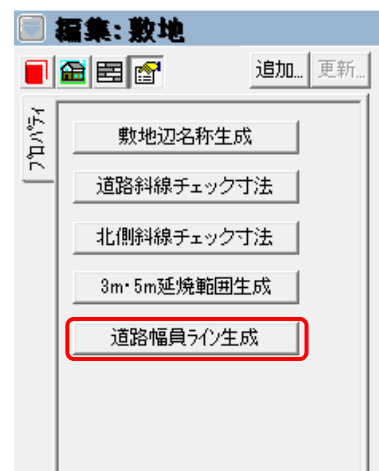 編集: 敷地
追加... 更新...
プロパティ
敷地辺名称生成
道路斜線チェック寸法
北側斜線チェック寸法
3m・5m延焼範囲生成
道路幅員ライン生成